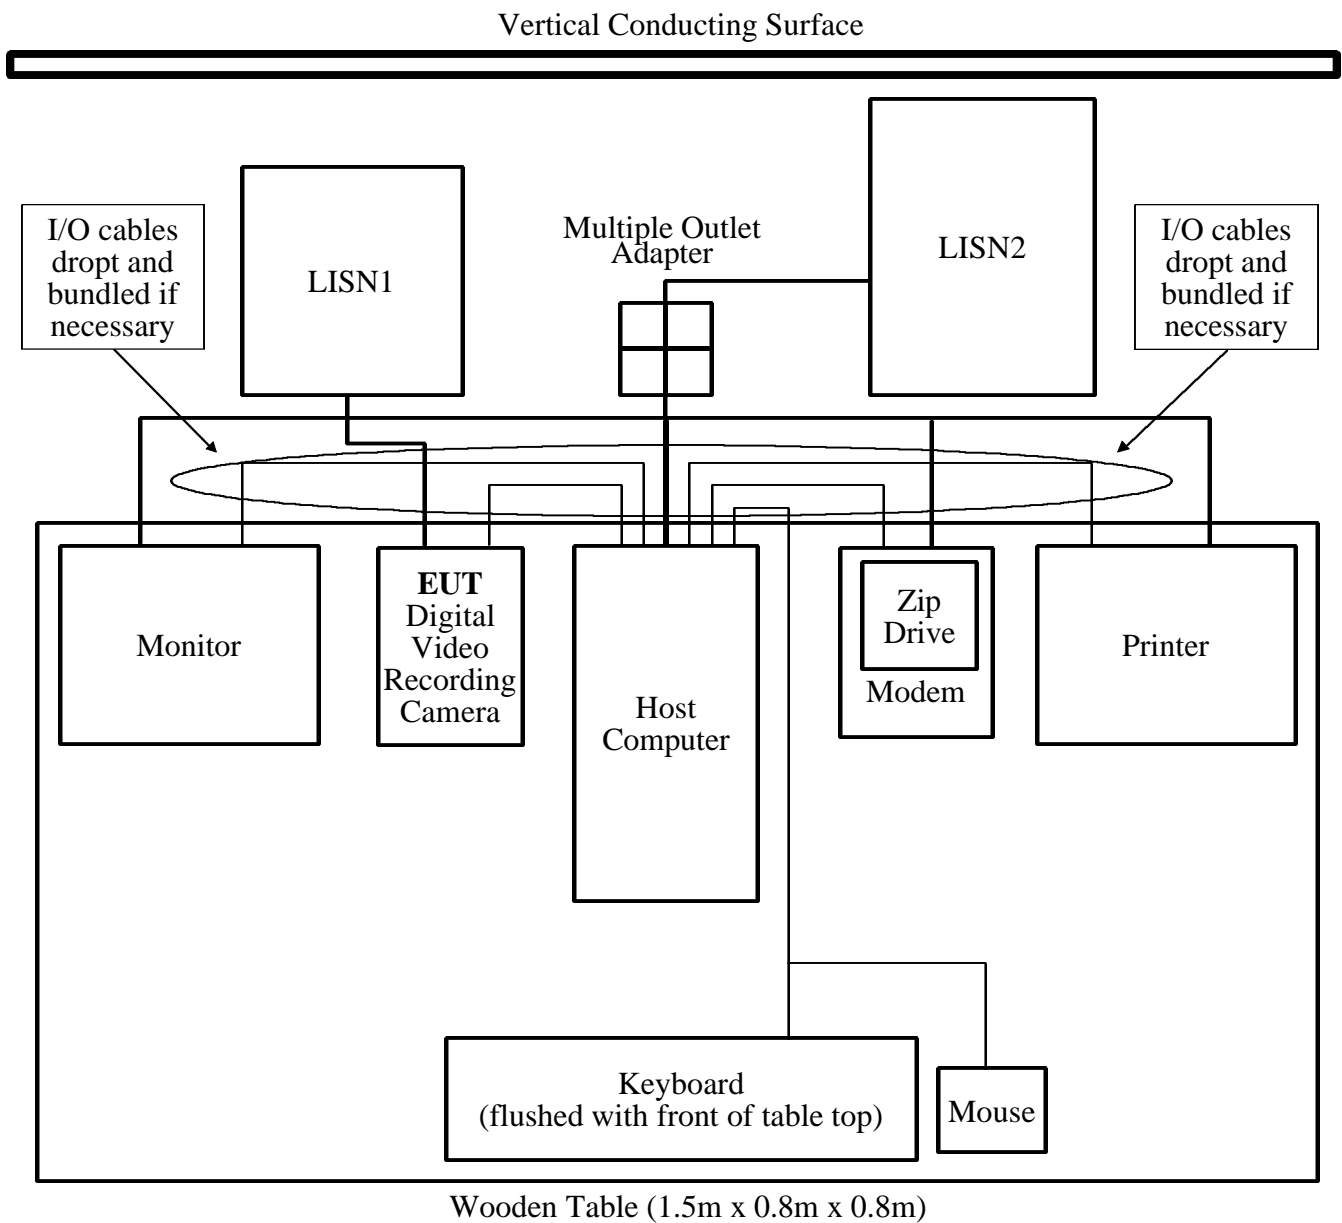 Vertical Conducting Surface
I/O cables
dropt and
bundled if
necessary
LISN1
Multiple Outlet
Adapter
LISN2
I/O cables
dropt and
bundled if
necessary
Monitor
EUT
Digital
Video
Recording
Camera
Host
Computer
Zip
Drive
Modem
Printer
Keyboard
(flushed with front of table top)
Mouse
Wooden Table (1.5m x 0.8m x 0.8m)